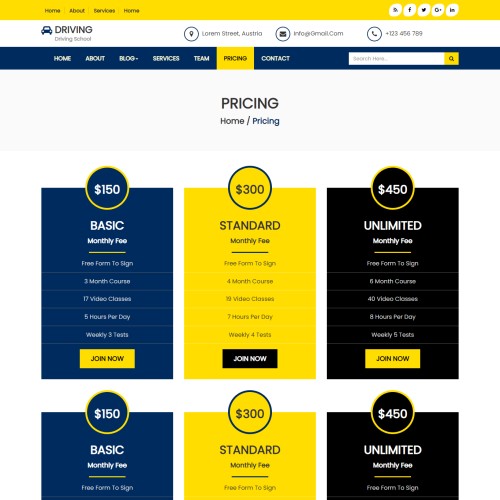 Home About Services Home
DRIVING
Driving School
Lorem Street, Austria
Info@Gmail.Com
+123 456 789
HOME ABOUT BLOG SERVICES TEAM PRICING CONTACT
Search Here...
PRICING
Home / Pricing
$150
BASIC
Monthly Fee
Free Form To Sign
3 Month Course
17 Video Classes
5 Hours Per Day
Weekly 3 Tests
JOIN NOW
$300
STANDARD
Monthly Fee
Free Form To Sign
4 Month Course
19 Video Classes
7 Hours Per Day
Weekly 4 Tests
JOIN NOW
$450
UNLIMITED
Monthly Fee
Free Form To Sign
6 Month Course
40 Video Classes
8 Hours Per Day
Weekly 5 Tests
JOIN NOW
$150
BASIC
Monthly Fee
Free Form To Sign
$300
STANDARD
Monthly Fee
Free Form To Sign
$450
UNLIMITED
Monthly Fee
Free Form To Sign